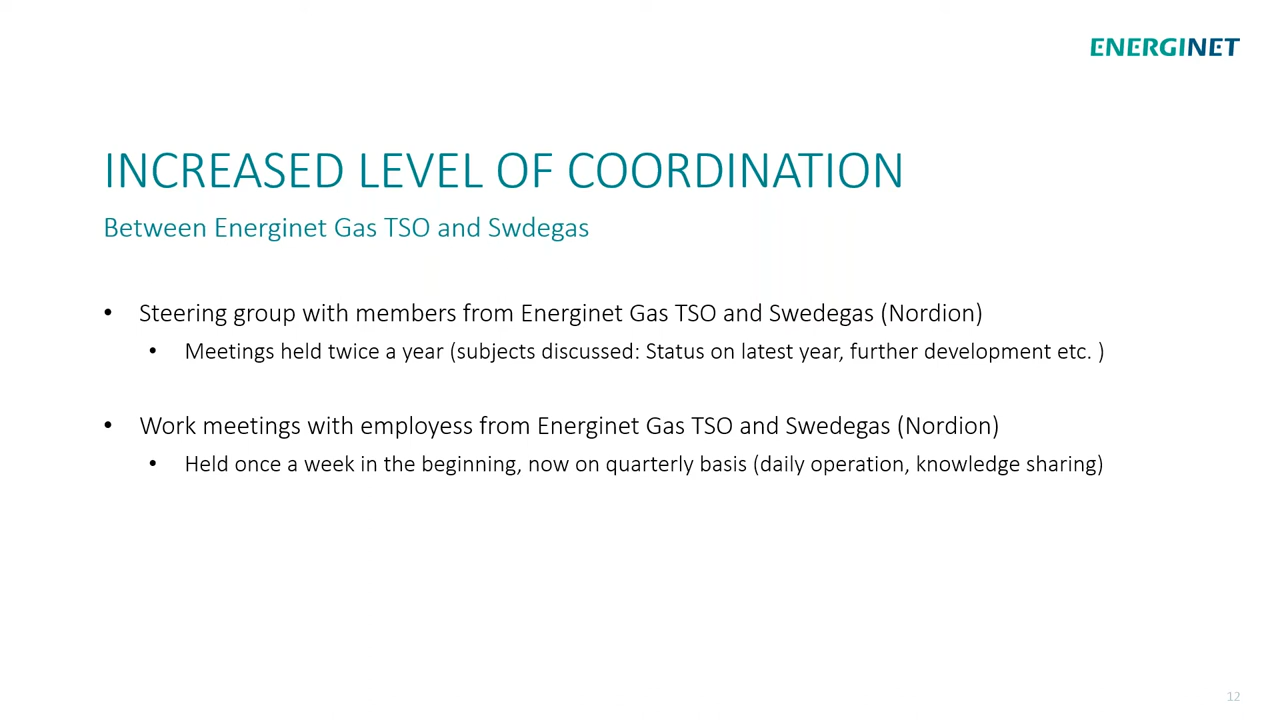 ENERGINET
INCREASED LEVEL OF COORDINATION
Between Energinet Gas TSO and Swdegas
• Steering group with members from Energinet Gas TSO and Swedegas (Nordion)
• Meetings held twice a year (subjects discussed: Status on latest year, further development etc. )
• Work meetings with employess from Energinet Gas TSO and Swedegas (Nordion)
• Held once a week in the beginning, now on quarterly basis (daily operation, knowledge sharing)
12